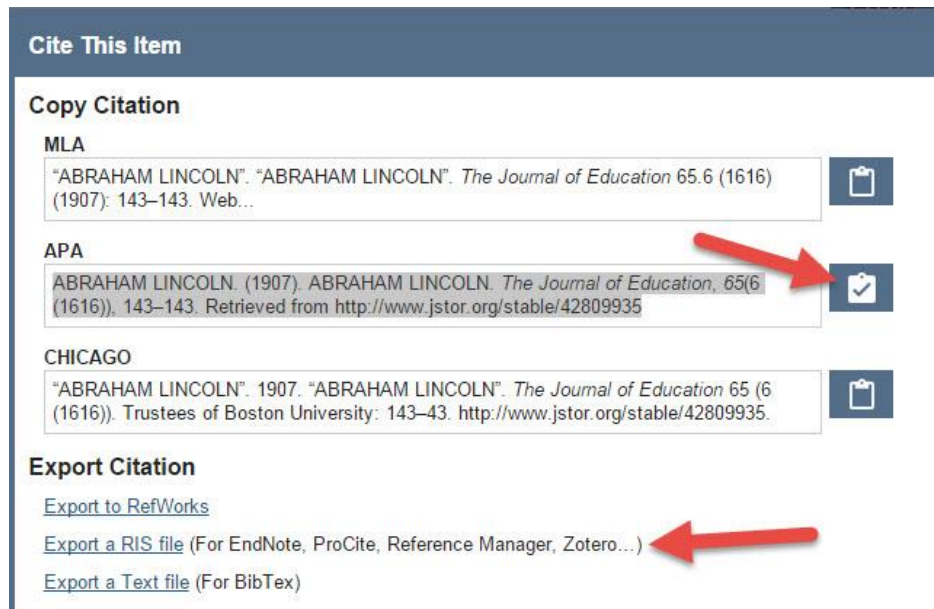 Cite This Item
Copy Citation
MLA
“ABRAHAM LINCOLN”. “ABRAHAM LINCOLN”. The Journal of Education 65.6 (1616)
(1907): 143–143. Web...
APA
ABRAHAM LINCOLN. (1907). ABRAHAM LINCOLN. The Journal of Education, 65(6
(1616)), 143–143. Retrieved from http://www.jstor.org/stable/42809935
CHICAGO
“ABRAHAM LINCOLN”. 1907. “ABRAHAM LINCOLN”. The Journal of Education 65 (6
(1616)). Trustees of Boston University: 143–43. http://www.jstor.org/stable/42809935.
Export Citation
Export to RefWorks
Export a RIS file (For EndNote, ProCite, Reference Manager, Zotero...)
Export a Text file (For BibTex)